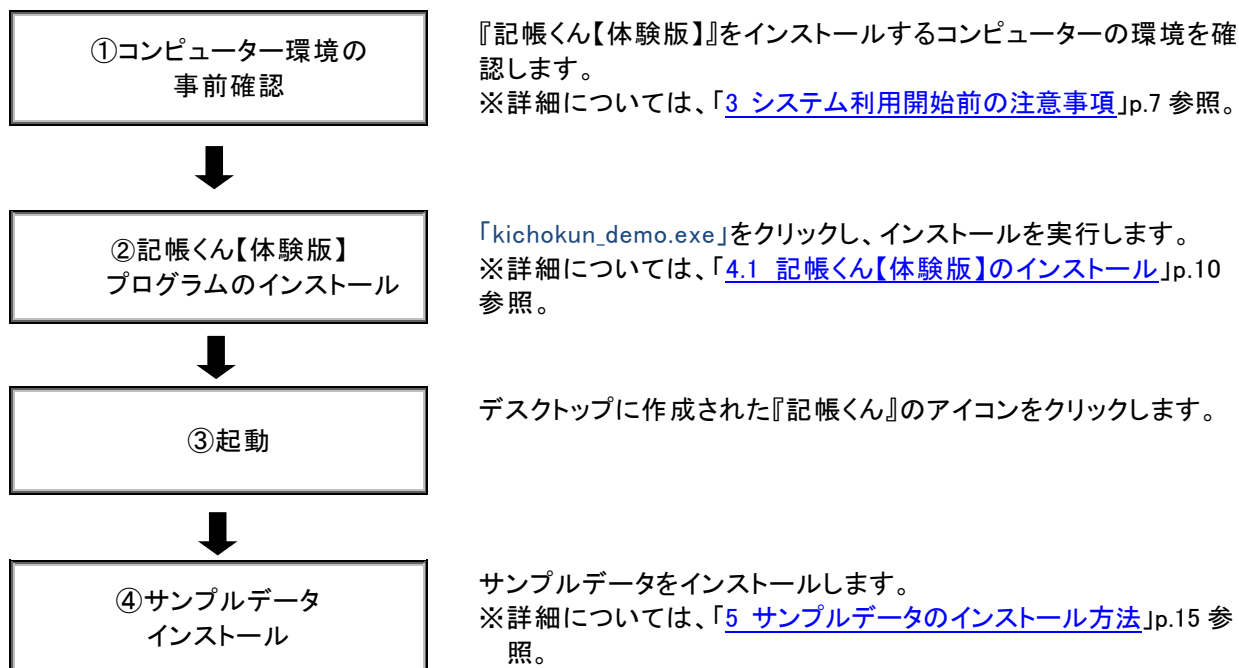 ①コンピューター環境の
事前確認
『記帳くん【体験版】』をインストールするコンピューターの環境を確
認します。
※詳細については、「3 システム利用開始前の注意事項」p.7 参照。
②記帳くん【体験版】
プログラムのインストール
「kichokun_demo.exe」をクリックし、インストールを実行します。
※詳細については、「4.1 記帳くん【体験版】のインストール」p.10
参照。
③起動
デスクトップに作成された『記帳くん』のアイコンをクリックします。
④サンプルデータ
インストール
サンプルデータをインストールします。
※詳細については、「5 サンプルデータのインストール方法」p.15 参
照。